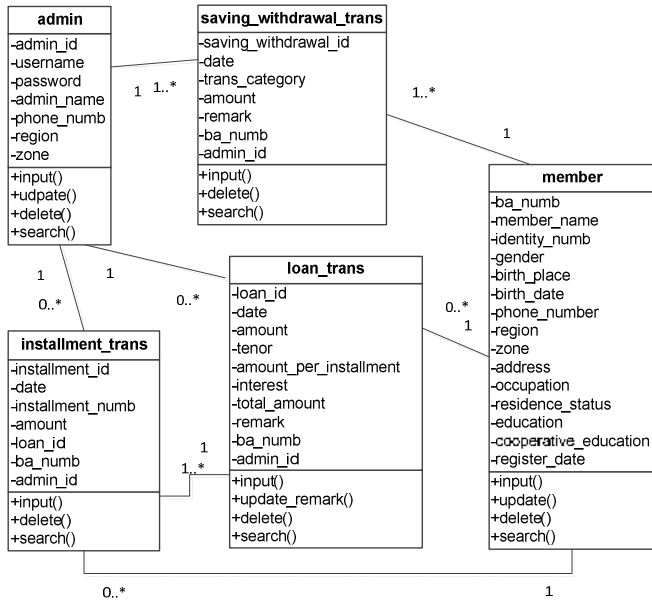 admin
-admin_id
-username
-password
-admin_name
-phone_numb
-region
-zone
+input()
+udpate()
+delete()
+search()
saving_withdrawal_trans
-saving_withdrawal_id
-date
-trans_category
-amount
-remark
-ba_numb
-admin_id
+input()
+delete()
+search()
1
1..*
1..*
1
member
-ba_numb
-member_name
-identity_numb
-gender
-birth_place
-birth_date
-phone_number
-region
-zone
-address
-occupation
-residence_status
-education
-cooperative_education
-register_date
+input()
+update()
+delete()
+search()
1
0..*
1
0..*
loan_trans
-loan_id
-date
-amount
-tenor
-amount_per_installment
-interest
-total_amount
-remark
-ba_numb
-admin_id
+input()
+update_remark()
+delete()
+search()
0..*
1
installment_trans
-installment_id
-date
-installment_numb
-amount
-loan_id
-ba_numb
-admin_id
+input()
+delete()
+search()
1
1..*
0..*
1